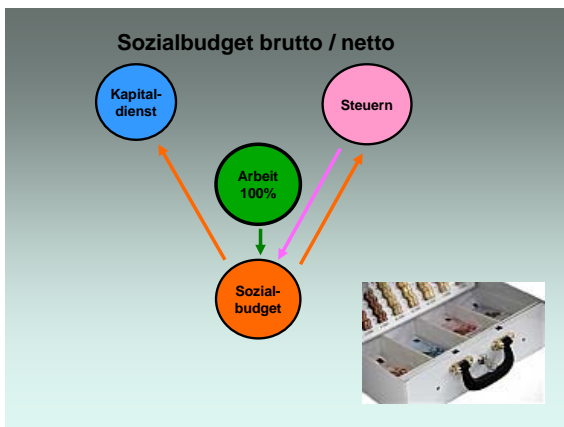 Sozialbudget brutto / netto
Kapital-
dienst
Steuern
Arbeit
100%
Sozial-
budget